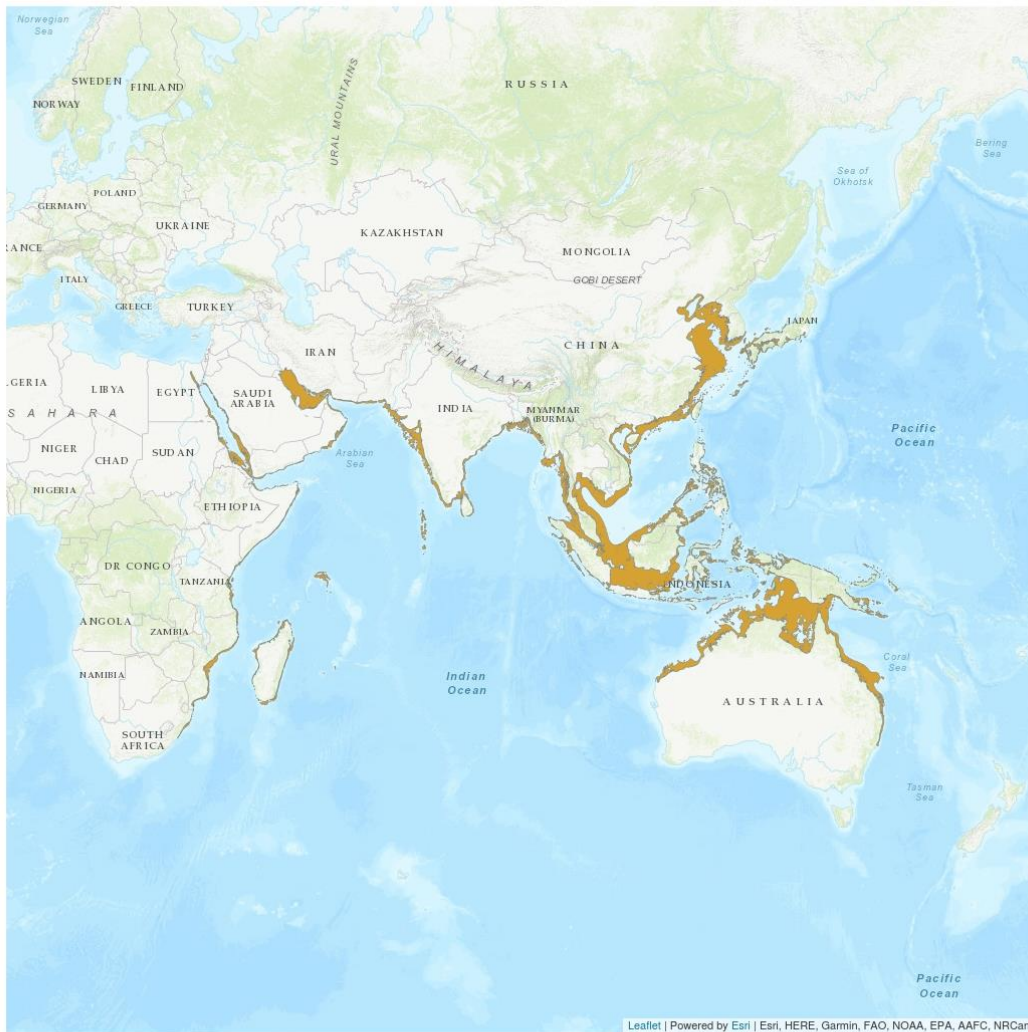 Norwegian
Sea
SWEDEN
FINLAND
NORWAY
RUSSIA
URAL MOUNTAINS
Bering
Sea
Sea of
Okhotsk
POLAND
GERMANY
UKRAINE
RANCE
KAZAKHSTAN
MONGOLIA
ITALY
GOBI DESERT
GREECE
TURKEY
JAPAN
CHINA
IRAN
HIMALAYA
LGERIA
LIBYA
EGYPT
SAUDI
ARABIA
INDIA
MYANMAR
(BURMA)
SAHARA
Pacific
Ocean
NIGER
CHAD
SUDAN
Arabian
Sea
NIGERIA
ETHIOPIA
DR CONGO
TANZANIA
INDONESIA
ANGOLA
ZAMBIA
Coral
Sea
NAMIBIA
Indian
Ocean
AUSTRALIA
SOUTH
AFRICA
Tasman
Sea
Pacific
Ocean
Leaflet | Powered by Esri | Esri, HERE, Garmin, FAO, NOAA, EPA, AAFC, NRCan